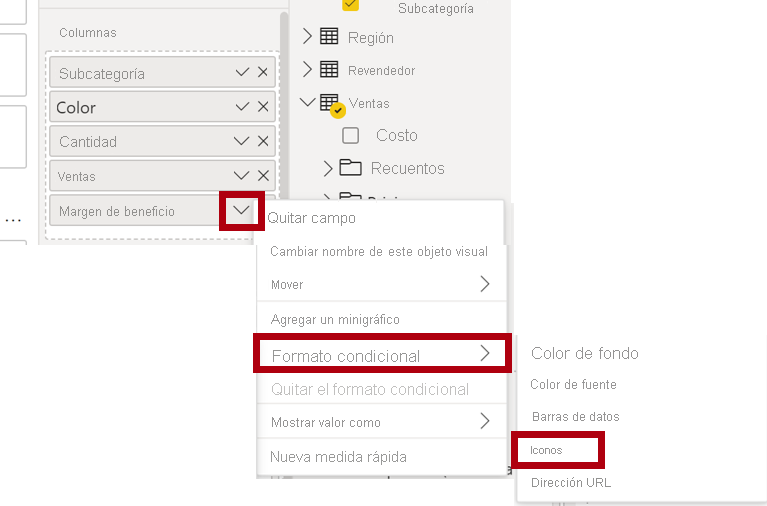 Columnas
Subcategoría
Color
Cantidad
Ventas
Margen de beneficio
...
Subcategoría
Región
Revendedor
Ventas
Costo
Recuentos
Quitar campo
Cambiar nombre de este objeto visual
Mover
Agregar un minigráfico
Formato condicional
Quitar el formato condicional
Mostrar valor como
Nueva medida rápida
Color de fondo
Color de fuente
Barras de datos
Iconos
Dirección URL